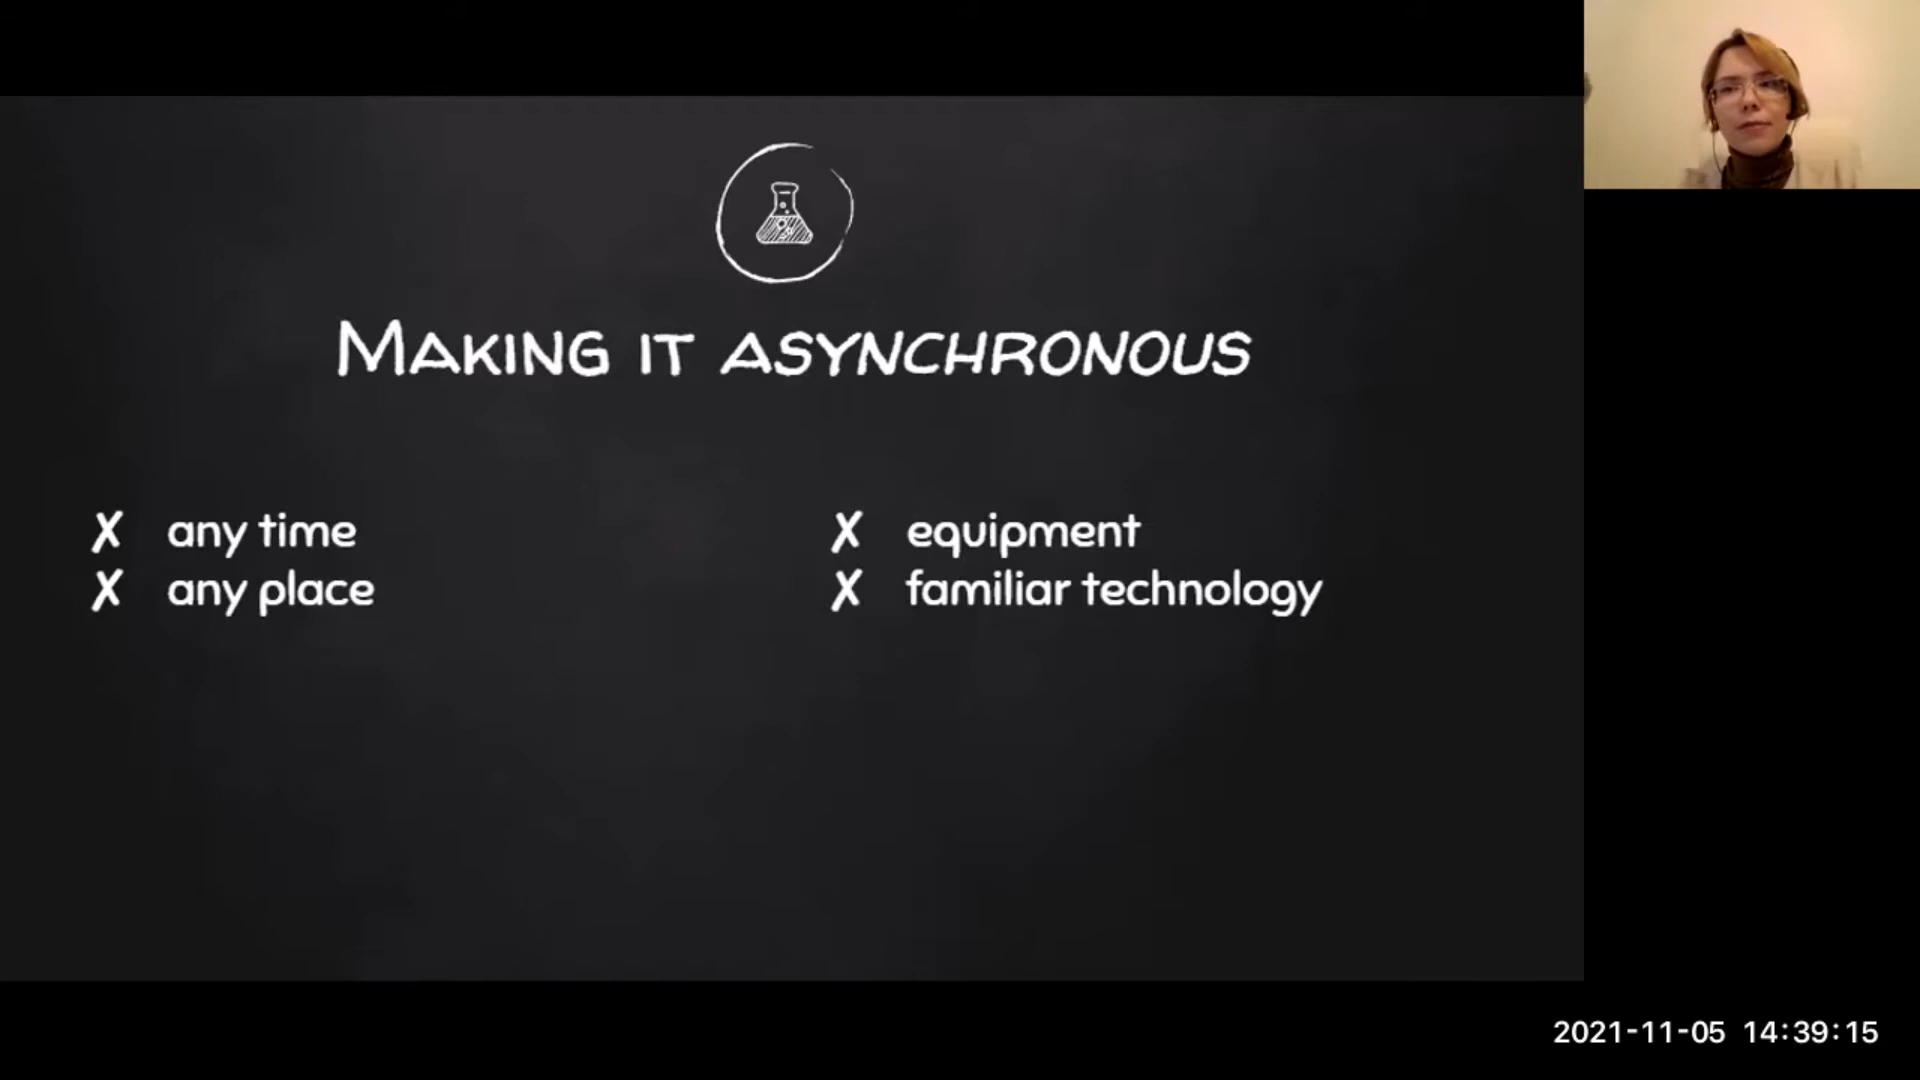 Making it asynchronous
✗ any time
✗ any place
✗ equipment
✗ familiar technology
2021-11-05 14:39:15